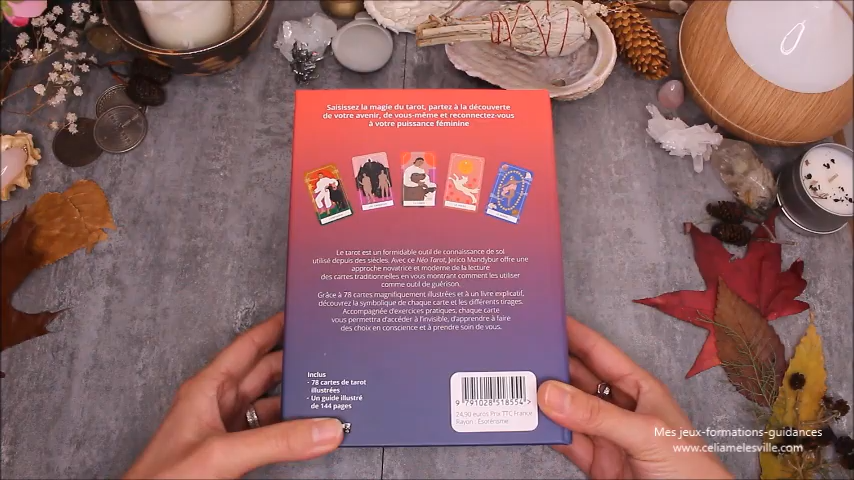 Saisissez la magie du tarot, partez à la découverte
de votre avenir, de vous-même et reconnectez-vous
à votre puissance féminine
Le tarot est un formidable outil de connaissance de soi
utilisé depuis des siècles. Avec ce Néo Tarot, Jerico Mandybur offre une
approche novatrice et moderne de la lecture
des cartes traditionnelles en vous montrant comment les utiliser
comme outil de guérison.
Grâce à 78 cartes magnifiquement illustrées et à un livre explicatif,
découvrez la symbolique de chaque carte et les différents tirages.
Accompagnée d'exercices pratiques, chaque carte
vous permettra d'accéder à l'invisible, d'apprendre à faire
des choix en conscience et à prendre soin de vous.
Inclus
- 78 cartes de tarot
illustrées
- Un guide illustré
de 144 pages
9 791028 518554 >
24,90 euros Prix TTC France
Rayon : Ésotérisme
Mes jeux-formations-guidances
www.celiamelesville.com